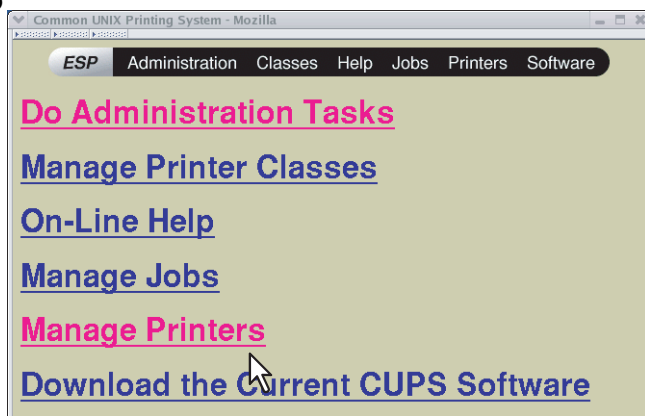 Common UNIX Printing System - Mozilla
ESP Administration Classes Help Jobs Printers Software
Do Administration Tasks
Manage Printer Classes
On-Line Help
Manage Jobs
Manage Printers
Download the Current CUPS Software